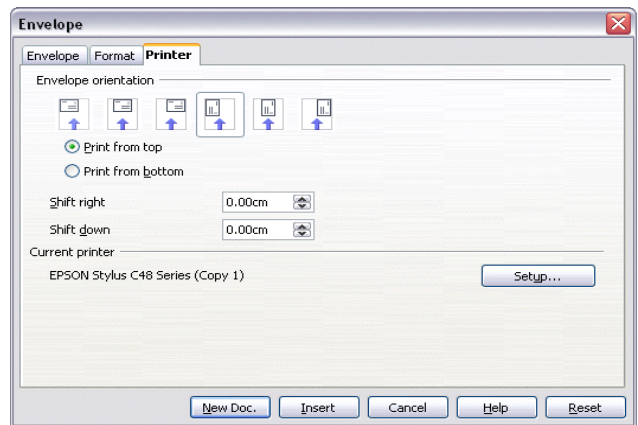 Envelope
Envelope Format Printer
Envelope orientation
Print from top
Print from bottom
Shift right 0.00cm
Shift down 0.00cm
Current printer
EPSON Stylus C48 Series (Copy 1) Setup...
New Doc. Insert Cancel Help Reset